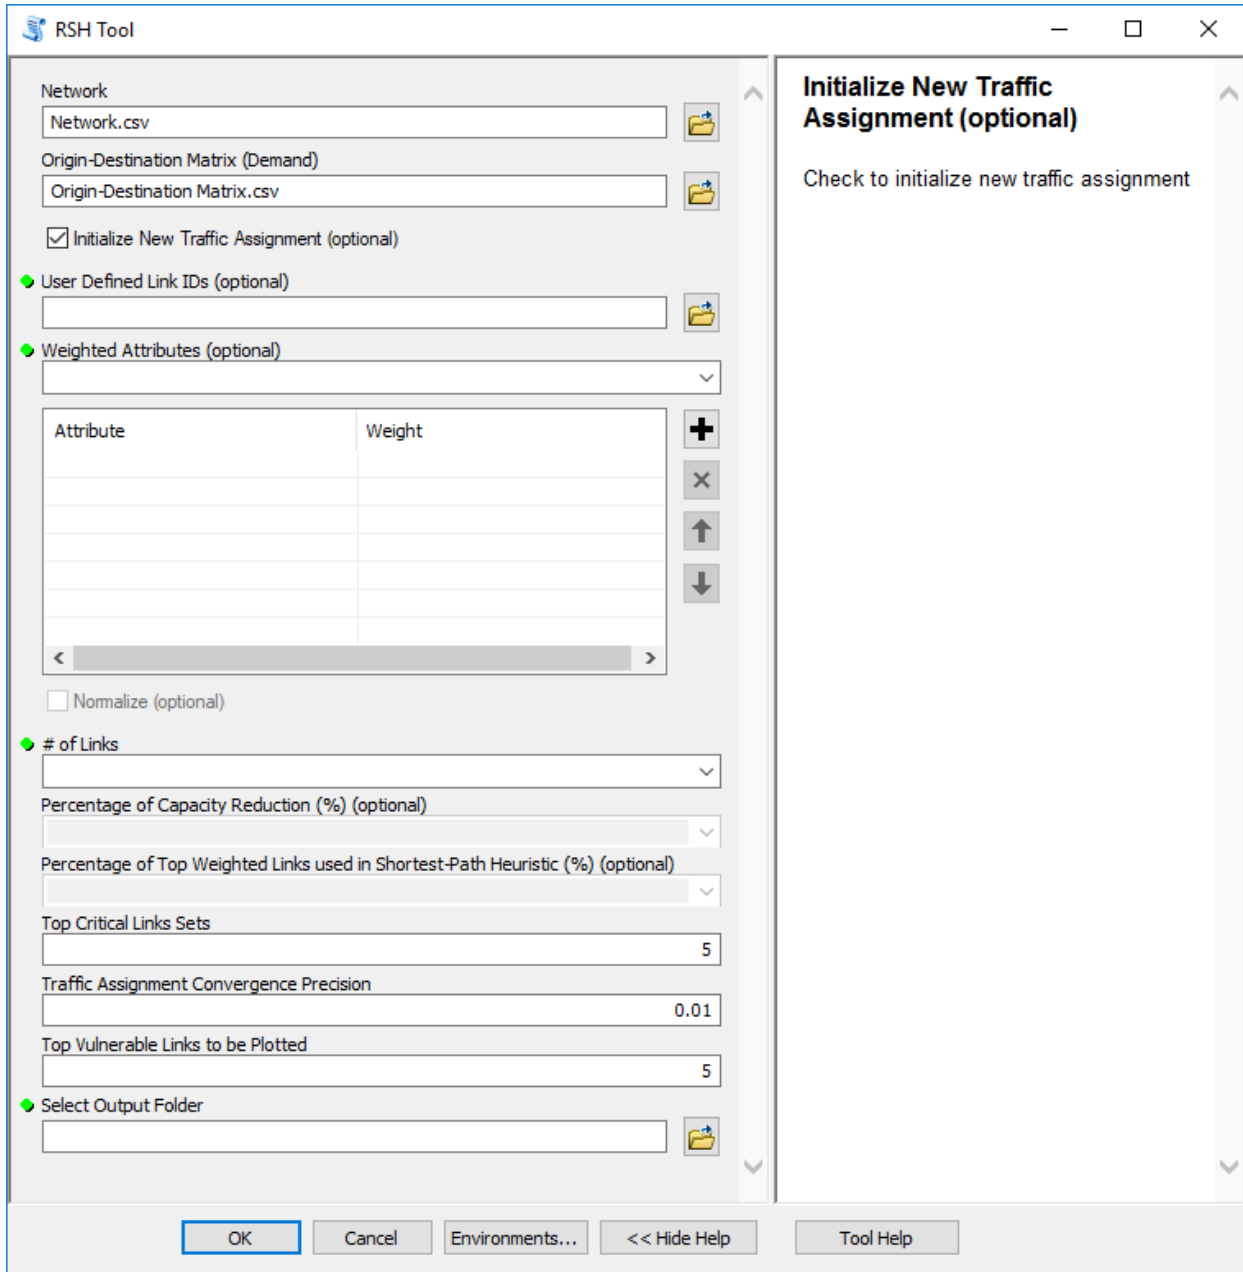 RSH Tool
Network
Network.csv
Origin-Destination Matrix (Demand)
Origin-Destination Matrix.csv
Initialize New Traffic Assignment (optional)
User Defined Link IDs (optional)
Weighted Attributes (optional)
Attribute Weight
Normalize (optional)
# of Links
Percentage of Capacity Reduction (%) (optional)
Percentage of Top Weighted Links used in Shortest-Path Heuristic (%) (optional)
Top Critical Links Sets
5
Traffic Assignment Convergence Precision
0.01
Top Vulnerable Links to be Plotted
5
Select Output Folder
Initialize New Traffic
Assignment (optional)
Check to initialize new traffic assignment
OK Cancel Environments... << Hide Help Tool Help